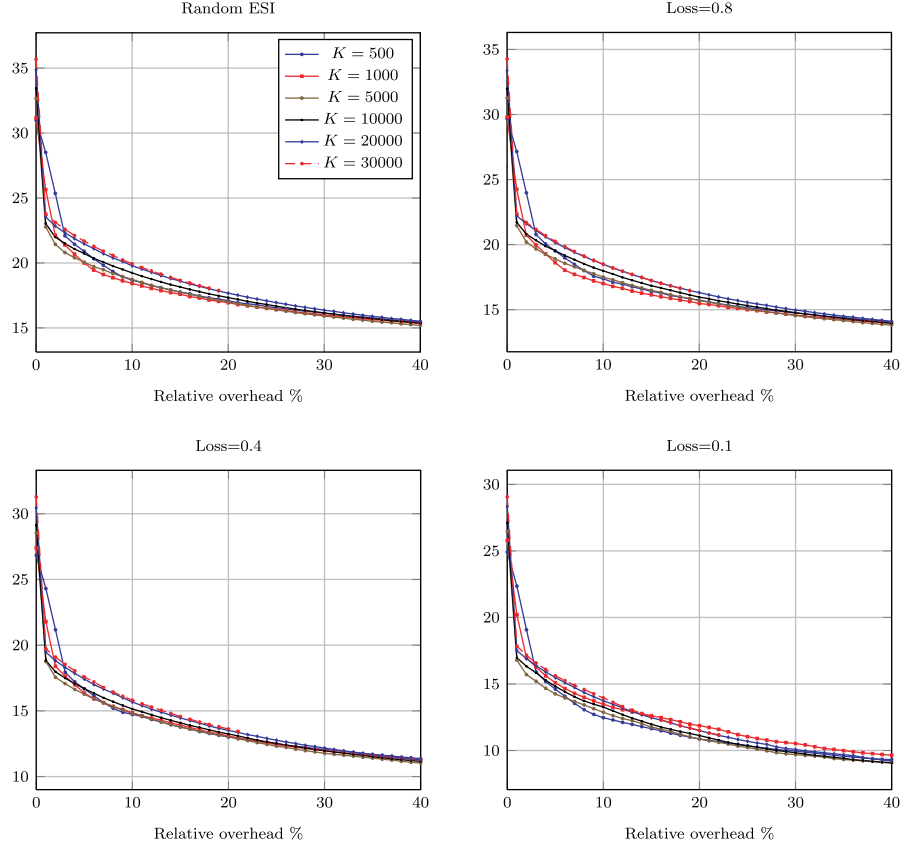 Random ESI
Loss=0.8
35
30
25
20
15
0
10
20
30
40
K = 500
K = 1000
K = 5000
K = 10000
K = 20000
K = 30000
Relative overhead %
35
30
25
20
15
0
10
20
30
40
Relative overhead %
Loss=0.4
Loss=0.1
30
25
20
15
10
0
10
20
30
40
Relative overhead %
30
25
20
15
10
0
10
20
30
40
Relative overhead %